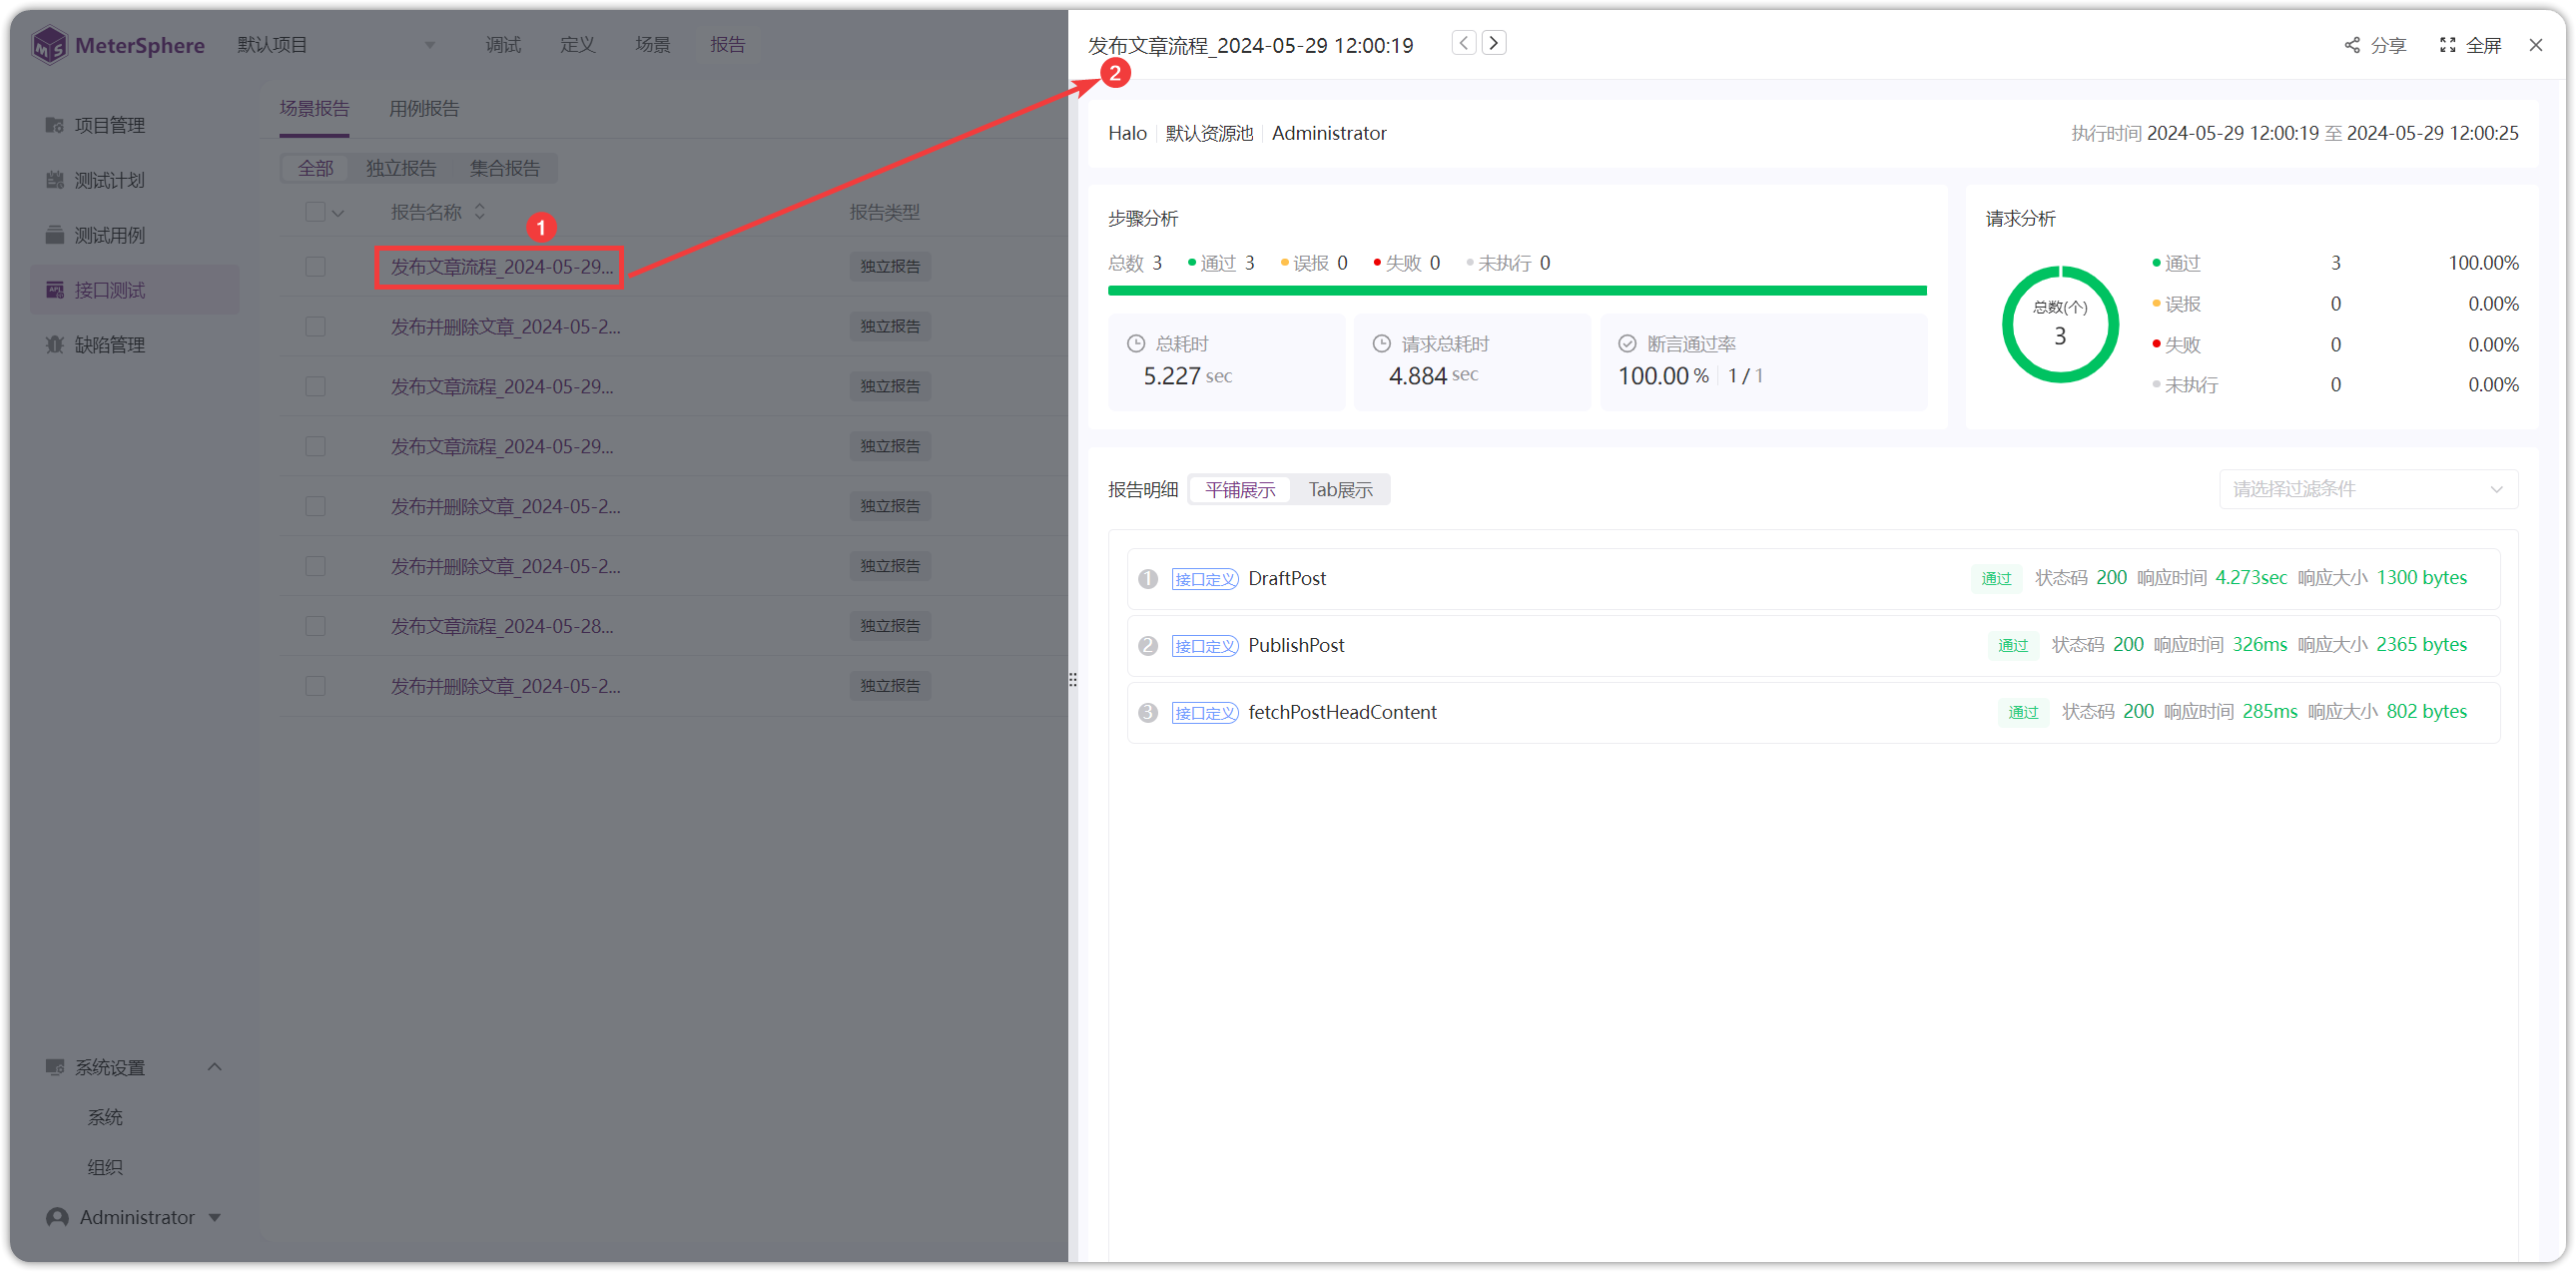 MeterSphere 默认项目 调试 定义 场景 报告
项目管理
测试计划
测试用例
接口测试
缺陷管理
系统设置
系统
组织
Administrator
场景报告 用例报告
全部 独立报告 集合报告
报告名称 报告类型
1
发布文章流程_2024-05-29... 独立报告
发布并删除文章_2024-05-2... 独立报告
发布文章流程_2024-05-29... 独立报告
发布文章流程_2024-05-29... 独立报告
发布并删除文章_2024-05-2... 独立报告
发布并删除文章_2024-05-2... 独立报告
发布文章流程_2024-05-28... 独立报告
发布并删除文章_2024-05-2... 独立报告
发布文章流程_2024-05-29 12:00:19 分享 全屏
2
Halo 默认资源池 Administrator 执行时间 2024-05-29 12:00:19 至 2024-05-29 12:00:25
步骤分析
总数 3 通过 3 误报 0 失败 0 未执行 0
总耗时 请求总耗时 断言通过率
5.227 sec 4.884 sec 100.00 % 1 / 1
请求分析
总数(个)
3
通过 3 100.00%
误报 0 0.00%
失败 0 0.00%
未执行 0 0.00%
报告明细 平铺展示 Tab展示 请选择过滤条件
1 接口定义 DraftPost 通过 状态码 200 响应时间 4.273sec 响应大小 1300 bytes
2 接口定义 PublishPost 通过 状态码 200 响应时间 326ms 响应大小 2365 bytes
3 接口定义 fetchPostHeadContent 通过 状态码 200 响应时间 285ms 响应大小 802 bytes